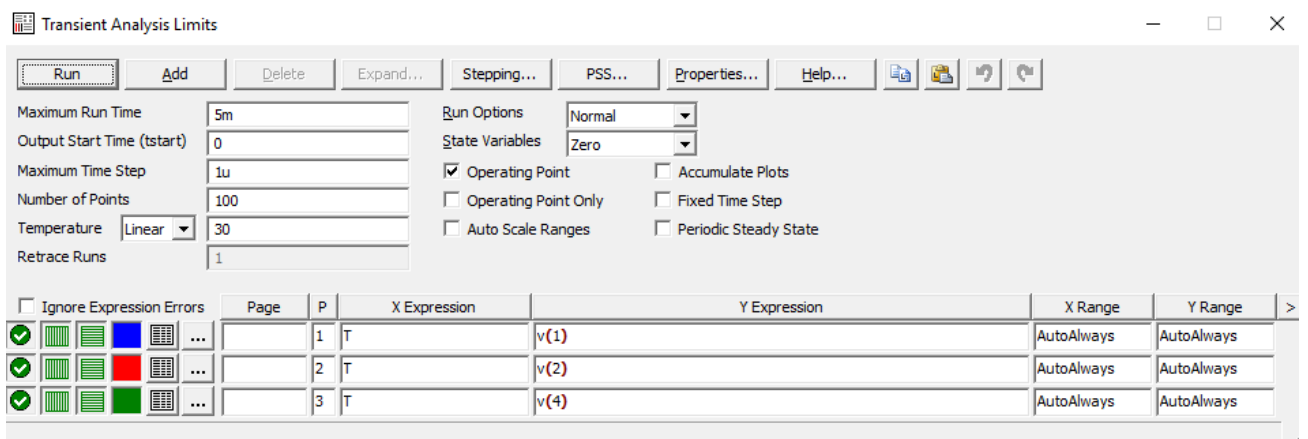 Transient Analysis Limits
Run Add Delete Expand... Stepping... PSS... Properties... Help...
Maximum Run Time 5m Run Options Normal
Output Start Time (tstart) 0 State Variables Zero
Maximum Time Step 1u Operating Point Accumulate Plots
Number of Points 100 Operating Point Only Fixed Time Step
Temperature Linear 30 Auto Scale Ranges Periodic Steady State
Retrace Runs 1
Ignore Expression Errors Page P X Expression Y Expression X Range Y Range >
... 1 T v(1) AutoAlways AutoAlways
... 2 T v(2) AutoAlways AutoAlways
... 3 T v(4) AutoAlways AutoAlways